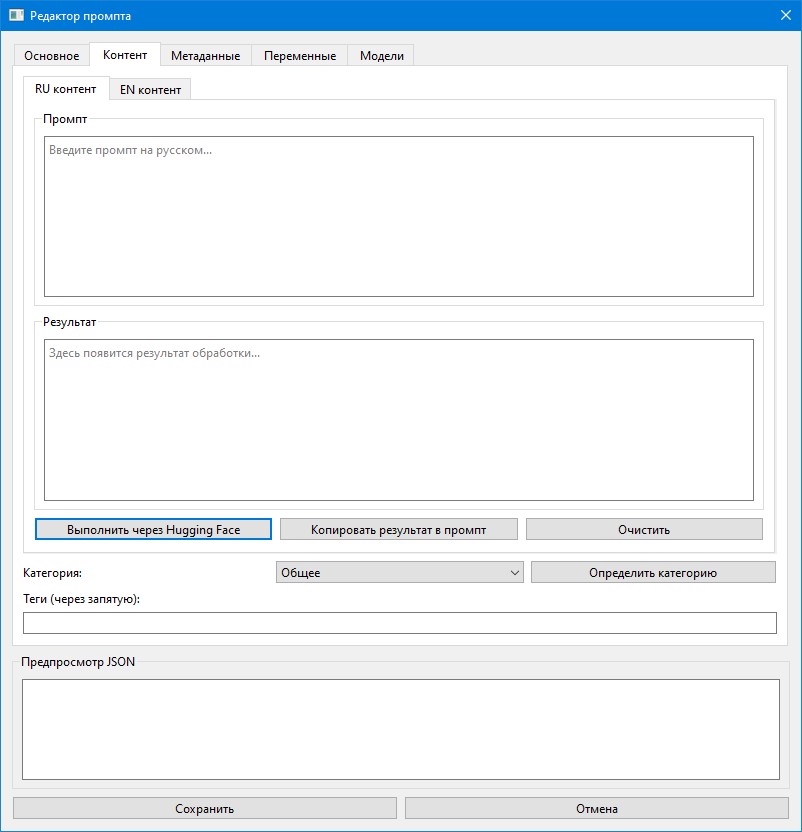 Редактор промпта
Основное Контент Метаданные Переменные Модели
RU контент EN контент
Промпт
Введите промпт на русском...
Результат
Здесь появится результат обработки...
Выполнить через Hugging Face Копировать результат в промпт Очистить
Категория: Общее Определить категорию
Теги (через запятую):
Предпросмотр JSON
Сохранить Отмена